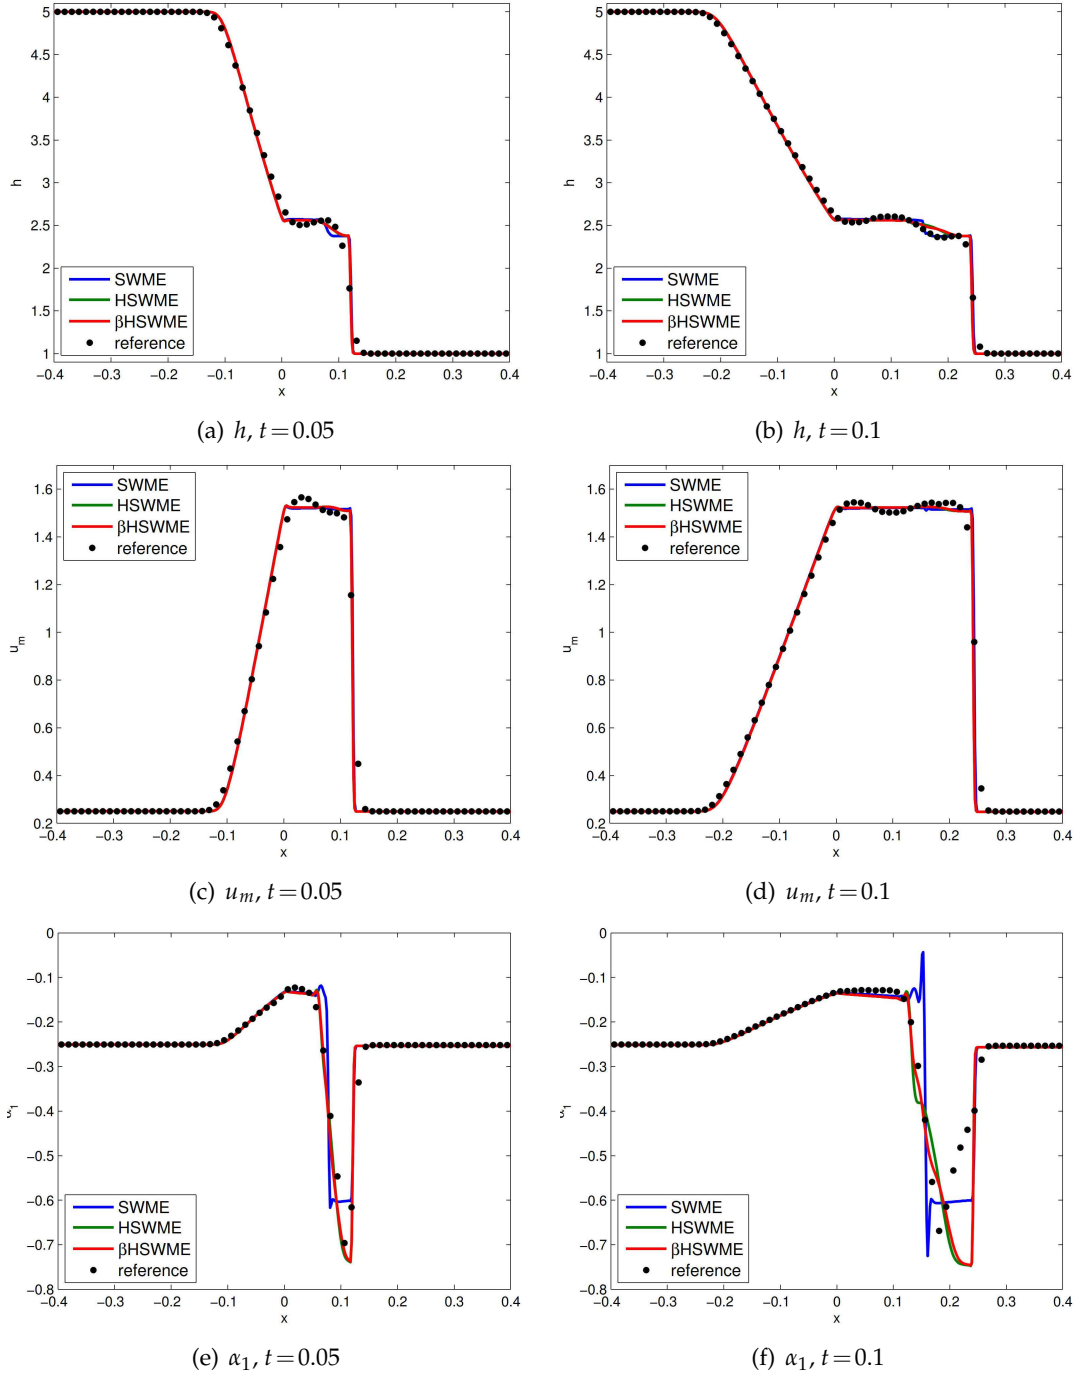 5
4.5
4
3.5
3
2.5
2
1.5
1
h
−0.4 −0.3 −0.2 −0.1 0 0.1 0.2 0.3 0.4
x
SWME
HSWME
βHSWME
reference
(a) h, t=0.05
5
4.5
4
3.5
3
2.5
2
1.5
1
h
−0.4 −0.3 −0.2 −0.1 0 0.1 0.2 0.3 0.4
x
SWME
HSWME
βHSWME
reference
(b) h, t=0.1
1.6
1.4
1.2
1
0.8
0.6
0.4
0.2
u_m
−0.4 −0.3 −0.2 −0.1 0 0.1 0.2 0.3 0.4
x
SWME
HSWME
βHSWME
reference
(c) u_m, t=0.05
1.6
1.4
1.2
1
0.8
0.6
0.4
0.2
u_m
−0.4 −0.3 −0.2 −0.1 0 0.1 0.2 0.3 0.4
x
SWME
HSWME
βHSWME
reference
(d) u_m, t=0.1
0
−0.1
−0.2
−0.3
−0.4
−0.5
−0.6
−0.7
−0.8
α_1
−0.4 −0.3 −0.2 −0.1 0 0.1 0.2 0.3 0.4
x
SWME
HSWME
βHSWME
reference
(e) α_1, t=0.05
0
−0.1
−0.2
−0.3
−0.4
−0.5
−0.6
−0.7
−0.8
α_1
−0.4 −0.3 −0.2 −0.1 0 0.1 0.2 0.3 0.4
x
SWME
HSWME
βHSWME
reference
(f) α_1, t=0.1